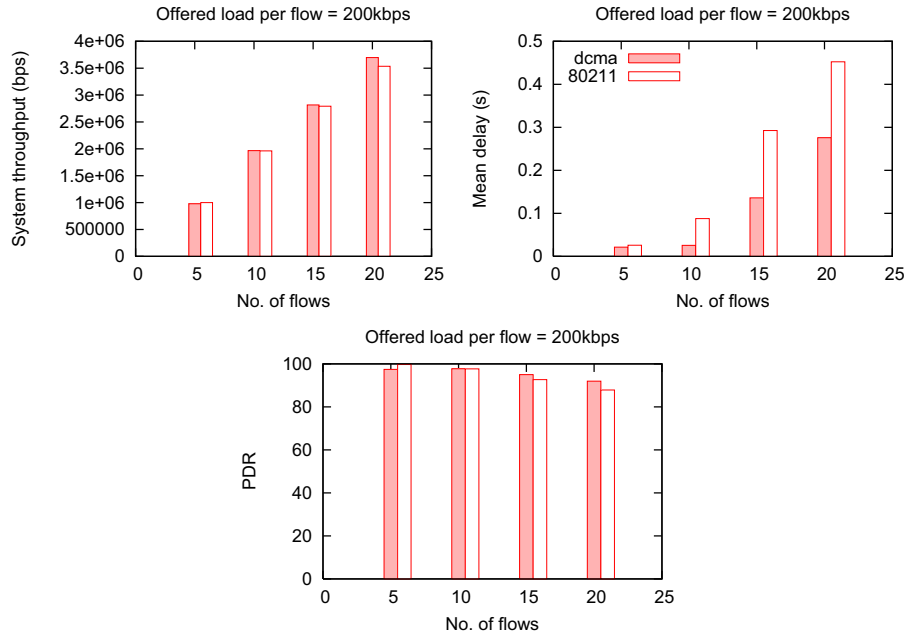 Offered load per flow = 200kbps
System throughput (bps)
4e+06
3.5e+06
3e+06
2.5e+06
2e+06
1.5e+06
1e+06
500000
0
0 5 10 15 20 25
No. of flows
Offered load per flow = 200kbps
Mean delay (s)
dcma
80211
0.5
0.4
0.3
0.2
0.1
0
0 5 10 15 20 25
No. of flows
Offered load per flow = 200kbps
PDR
100
80
60
40
20
0
0 5 10 15 20 25
No. of flows